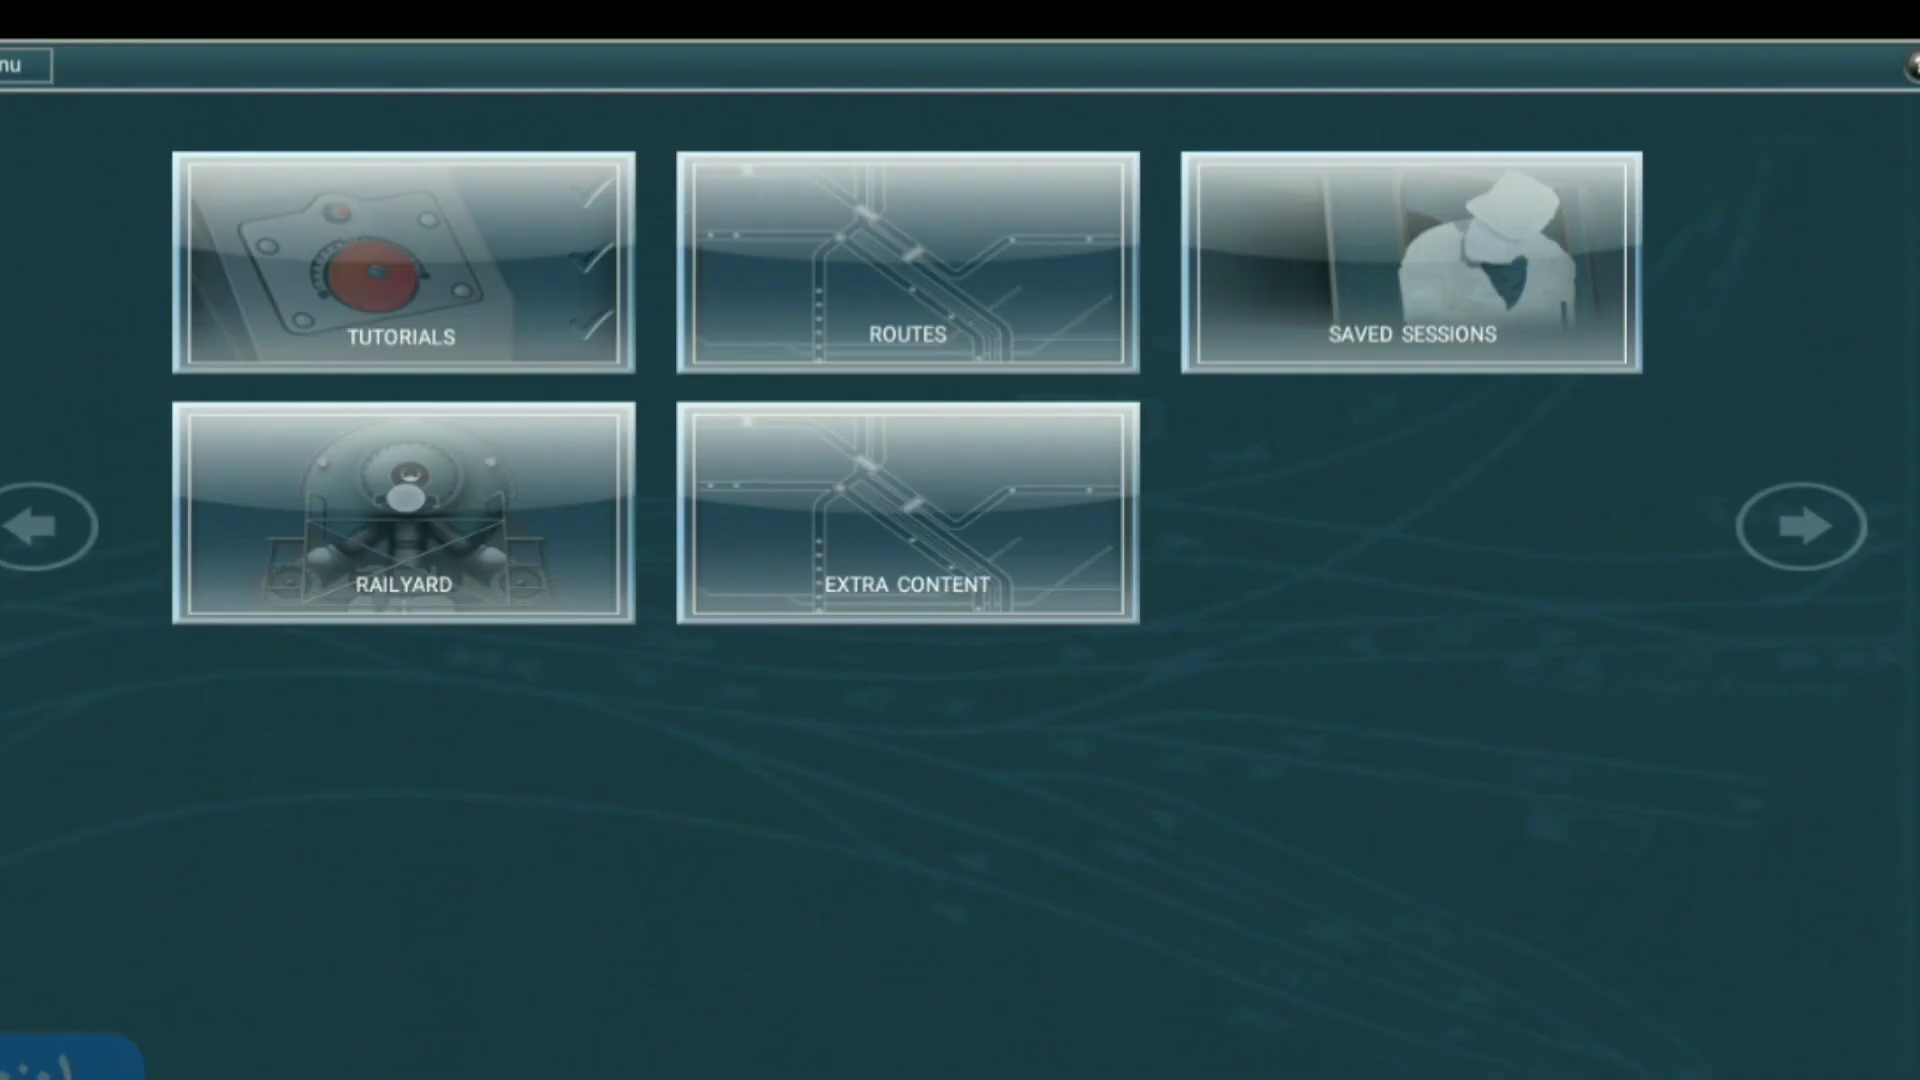 nu
TUTORIALS
ROUTES
SAVED SESSIONS
RAILYARD
EXTRA CONTENT